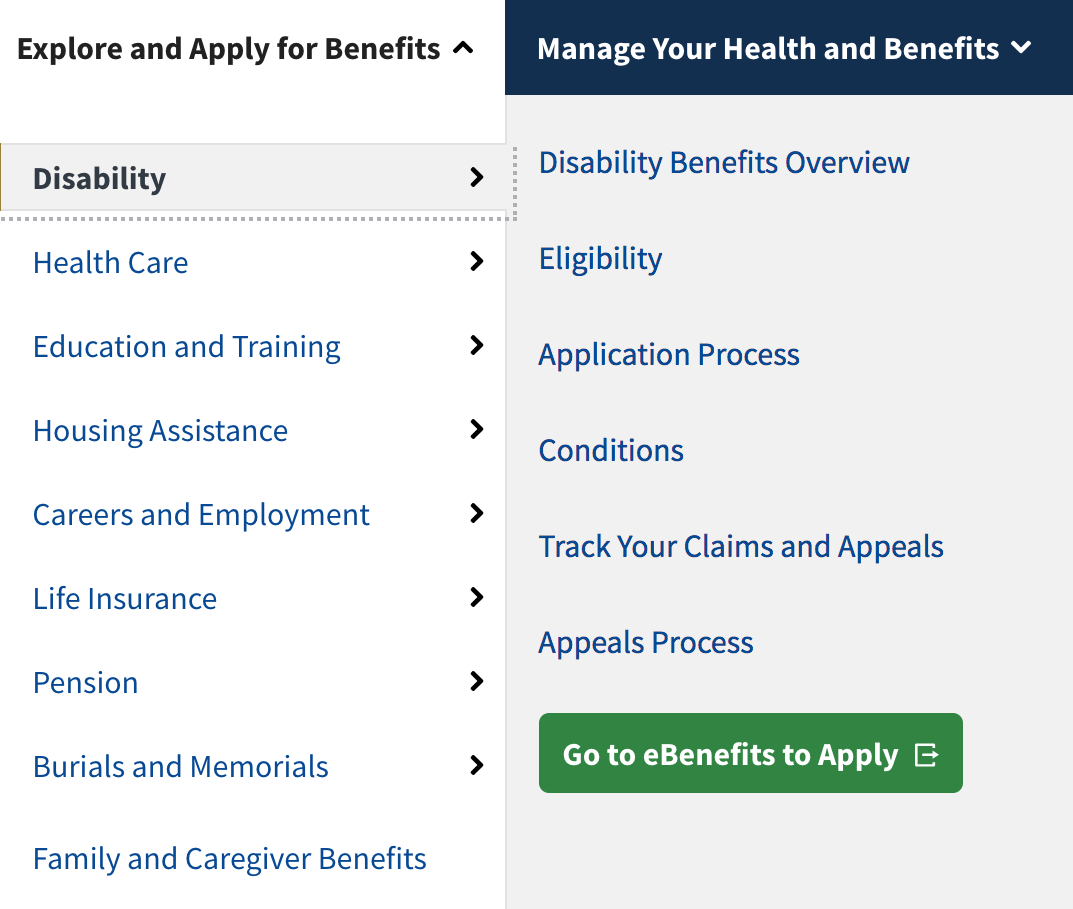 Explore and Apply for Benefits
Manage Your Health and Benefits
Disability
Health Care
Education and Training
Housing Assistance
Careers and Employment
Life Insurance
Pension
Burials and Memorials
Family and Caregiver Benefits
Disability Benefits Overview
Eligibility
Application Process
Conditions
Track Your Claims and Appeals
Appeals Process
Go to eBenefits to Apply